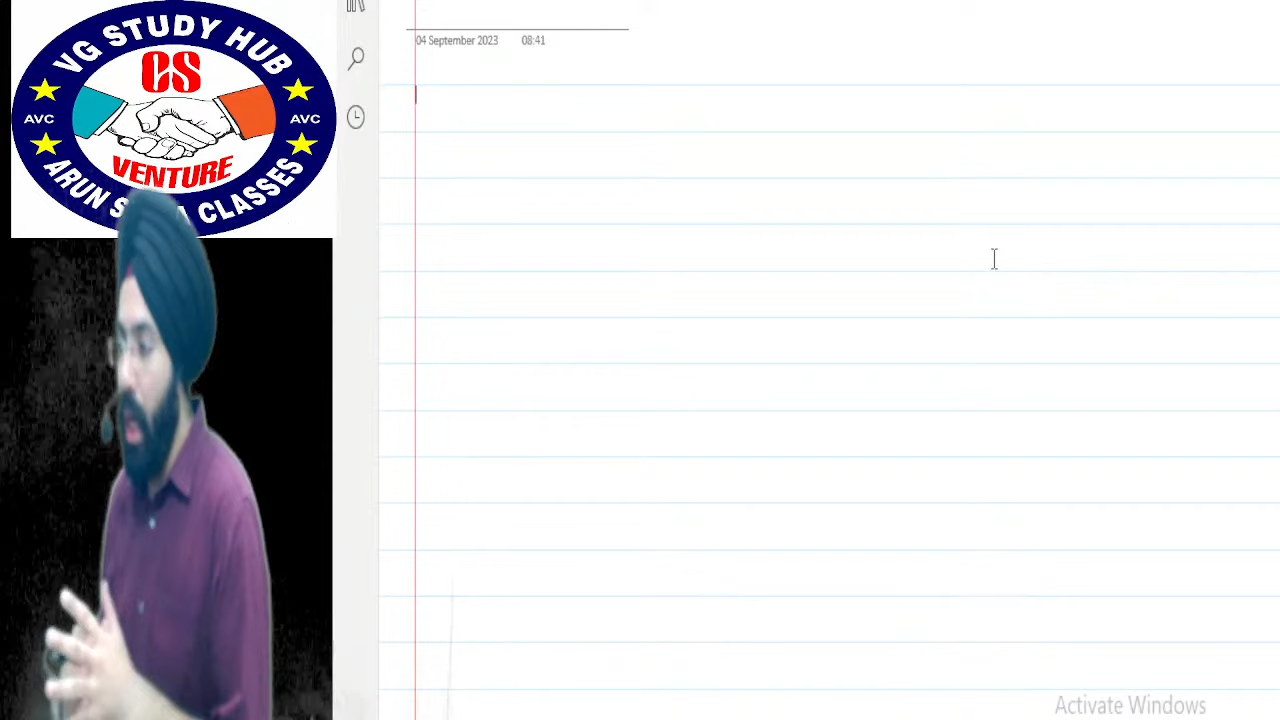 VG STUDY HUB
CS
AVC
AVC
VENTURE
ARUN CLASSES
04 September 2023 08:41
Activate Windows